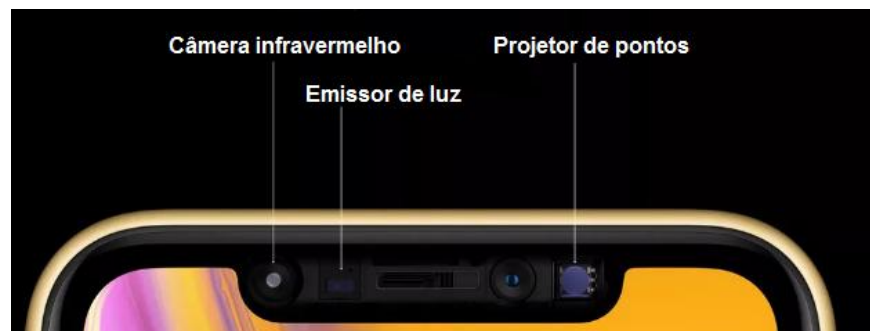 Câmera infravermelho
Projetor de pontos
Emissor de luz